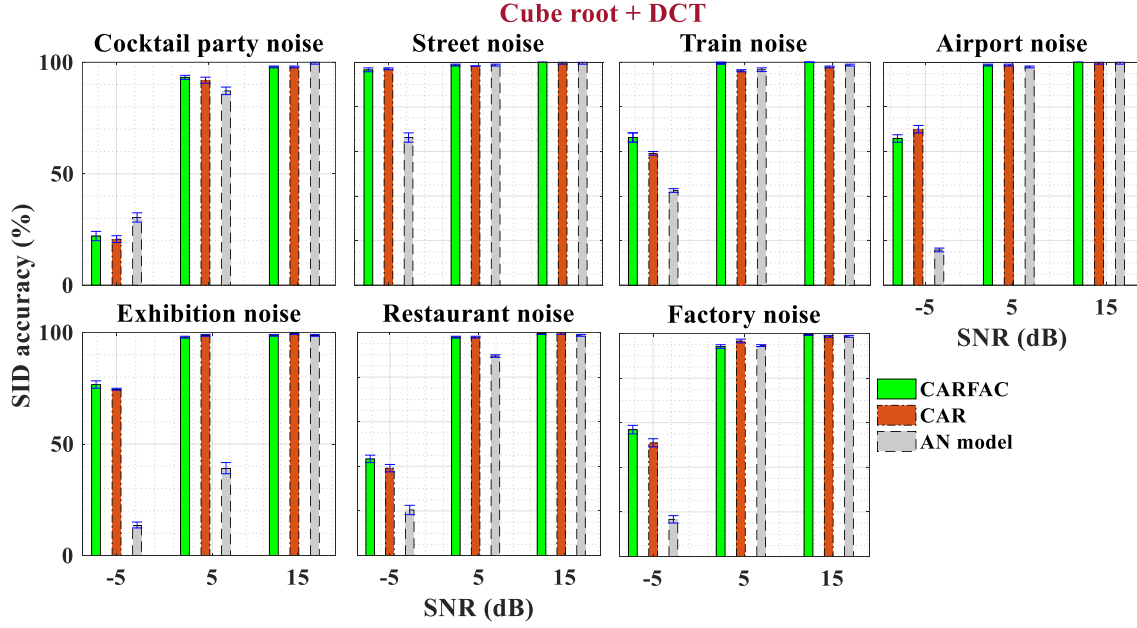 Cube root + DCT
Cocktail party noise
Street noise
Train noise
Airport noise
SID accuracy (%)
100
50
0
-5
5
15
SNR (dB)
Exhibition noise
Restaurant noise
Factory noise
100
50
0
-5
5
15
-5
5
15
-5
5
15
SNR (dB)
CARFAC
CAR
AN model